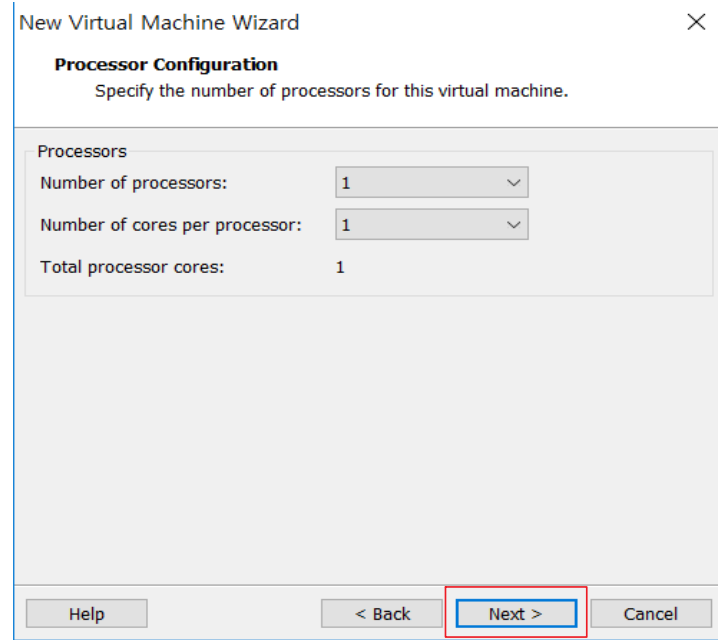 New Virtual Machine Wizard
Processor Configuration
Specify the number of processors for this virtual machine.
Processors
Number of processors: 1
Number of cores per processor: 1
Total processor cores: 1
Help < Back Next > Cancel